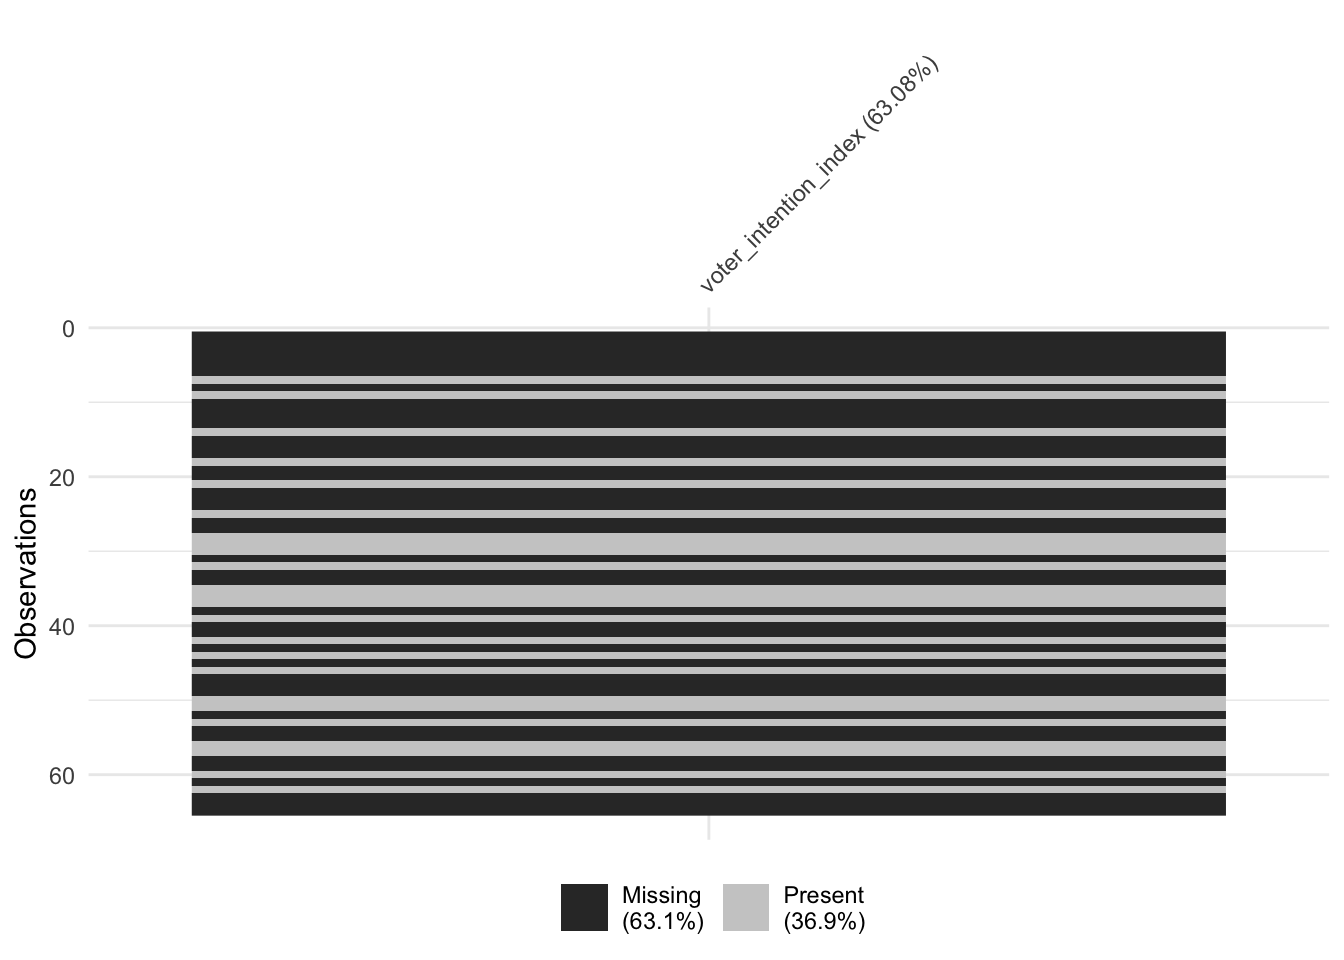 voter_intention_index (63.08%)
0
20
40
60
Observations
Missing
(63.1%)
Present
(36.9%)